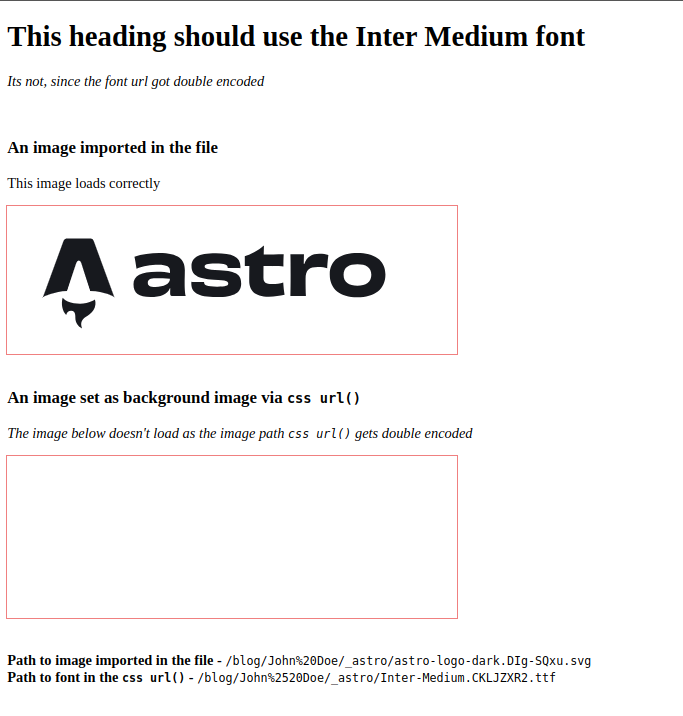 This heading should use the Inter Medium font
Its not, since the font url got double encoded
An image imported in the file
This image loads correctly
astro
An image set as background image via css url()
The image below doesn't load as the image path css url() gets double encoded
Path to image imported in the file - /blog/John%20Doe/_astro/astro-logo-dark.DIg-SQxu.svg
Path to font in the css url() - /blog/John%2520Doe/_astro/Inter-Medium.CKLJZXR2.ttf